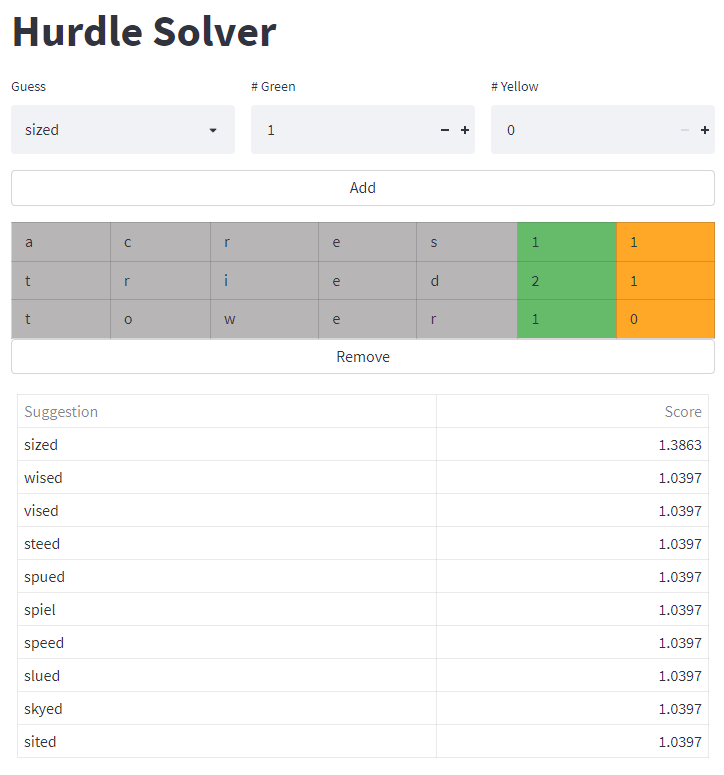 Hurdle Solver
Guess # Green # Yellow
sized 1 − + 0 − +
Add
a c r e s 1 1
t r i e d 2 1
t o w e r 1 0
Remove
Suggestion Score
sized 1.3863
wised 1.0397
vised 1.0397
steed 1.0397
spued 1.0397
spiel 1.0397
speed 1.0397
slued 1.0397
skyed 1.0397
sited 1.0397